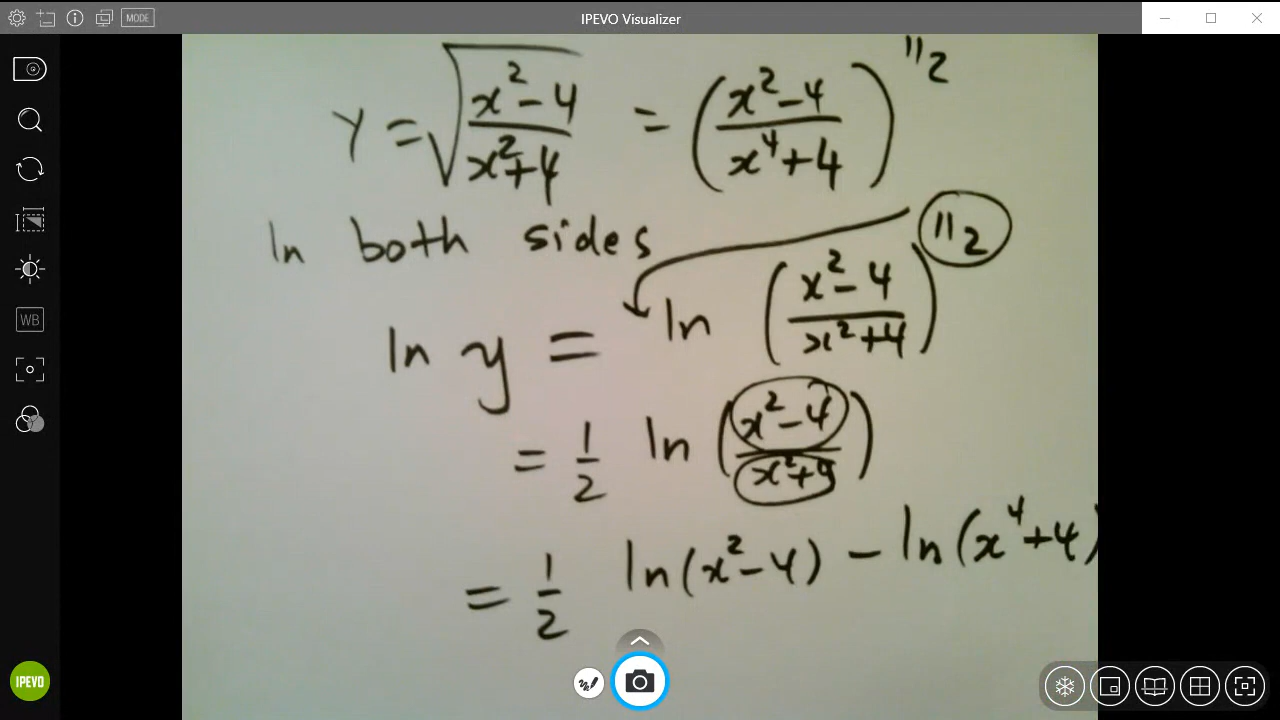 IPEVO Visualizer
MODE
WB
IPEVO
y = √((x² - 4)/(x² + 4)) = ((x² - 4)/(x⁴ + 4))^1/2
ln both sides
ln y = ln ((x² - 4)/(x² + 4))^1/2
= 1/2 ln ((x² - 4)/(x² + 4))
= 1/2 ln(x² - 4) - ln(x⁴ + 4)